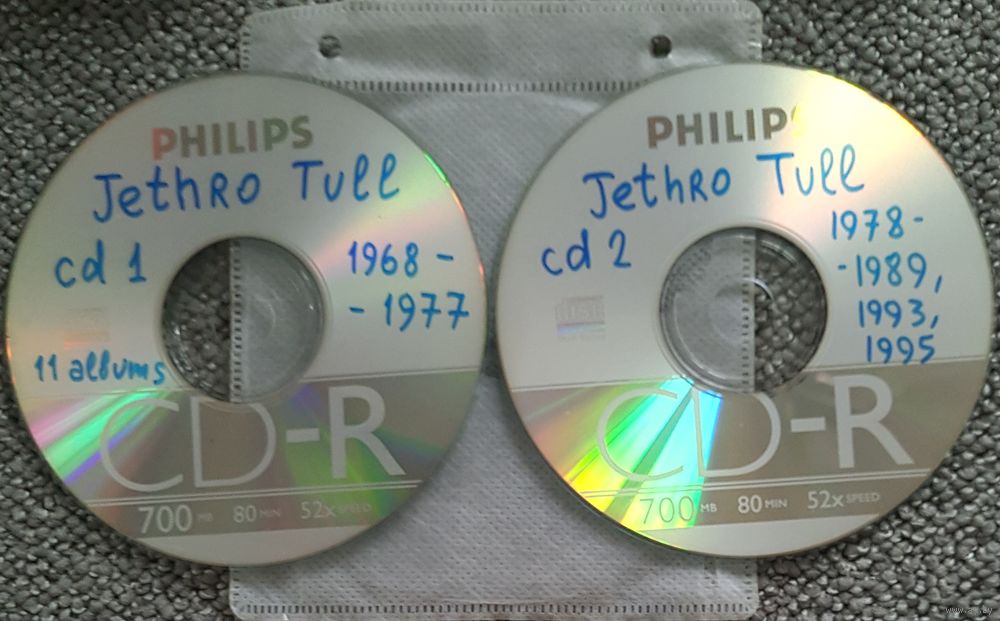 PHILIPS
Jethro Tull
cd 1
1968 -
- 1977
11 albums
CD-R
700 MB 80 MIN 52x SPEED
PHILIPS
Jethro Tull
cd 2
1978 -
- 1989,
1993,
1995
CD-R
700 MB 80 MIN 52x SPEED